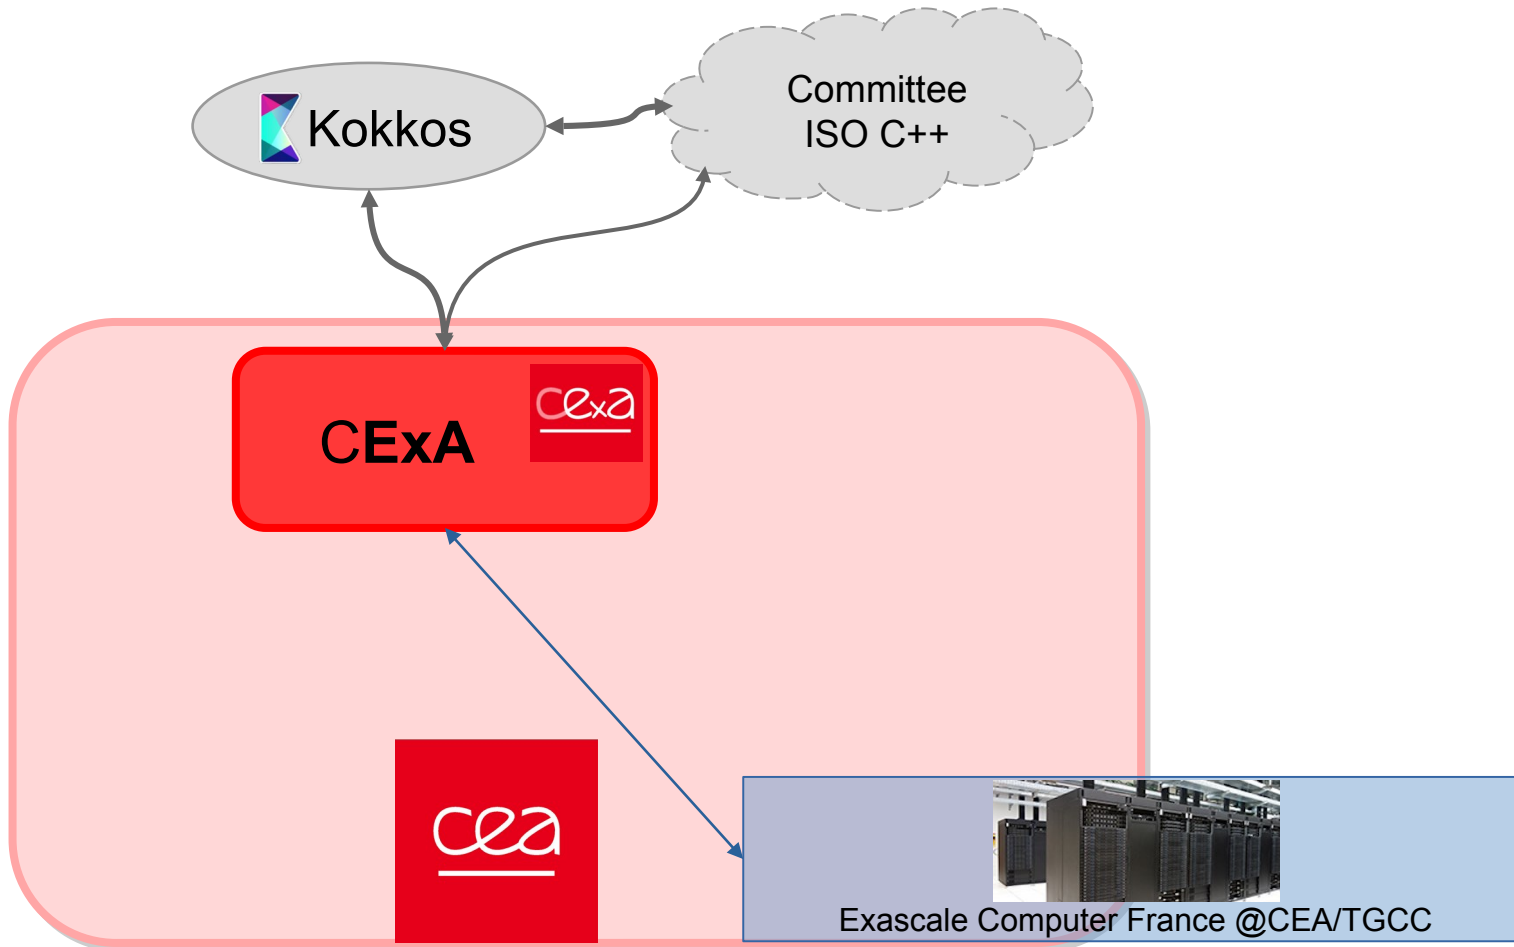 Kokkos
Committee
ISO C++
CExA
cexa
cea
Exascale Computer France @CEA/TGCC